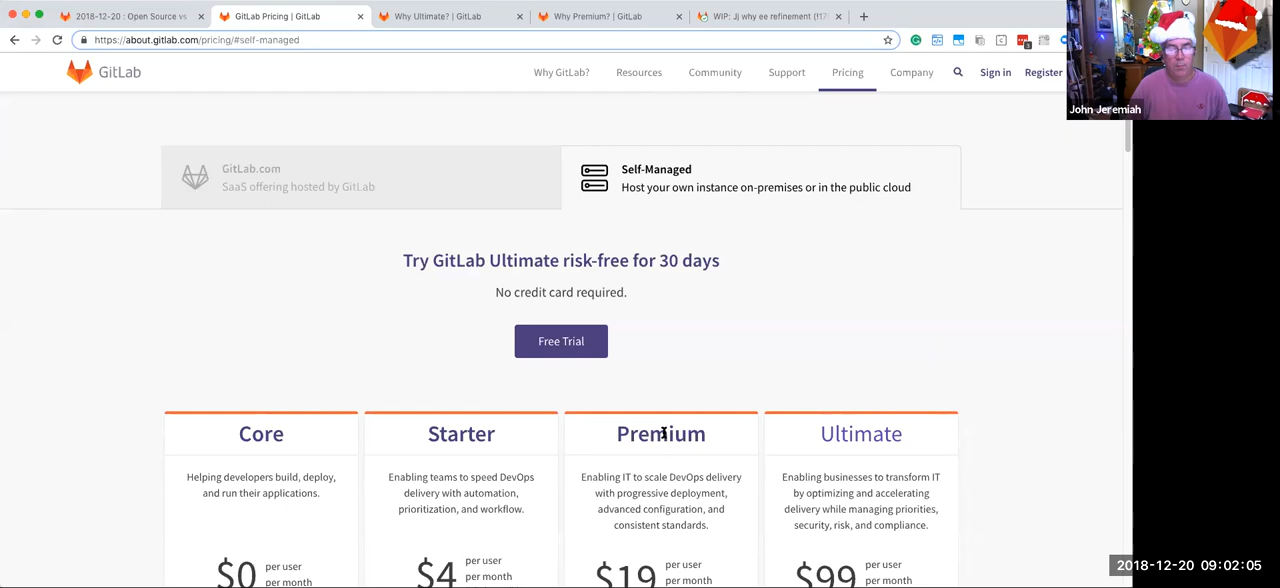 2018-12-20 : Open Source vs
GitLab Pricing | GitLab
Why Ultimate? | GitLab
Why Premium? | GitLab
WIP: Jj why ee refinement (!17
https://about.gitlab.com/pricing/#self-managed
GitLab
Why GitLab?
Resources
Community
Support
Pricing
Company
Sign in
Register
John Jeremiah
GitLab.com
SaaS offering hosted by GitLab
Self-Managed
Host your own instance on-premises or in the public cloud
Try GitLab Ultimate risk-free for 30 days
No credit card required.
Free Trial
Core
Helping developers build, deploy,
and run their applications.
$0 per user
per month
Starter
Enabling teams to speed DevOps
delivery with automation,
prioritization, and workflow.
$4 per user
per month
Premium
Enabling IT to scale DevOps delivery
with progressive deployment,
advanced configuration, and
consistent standards.
$19 per user
per month
Ultimate
Enabling businesses to transform IT
by optimizing and accelerating
delivery while managing priorities,
security, risk, and compliance.
$99 per user
per month
2018-12-20 09:02:05